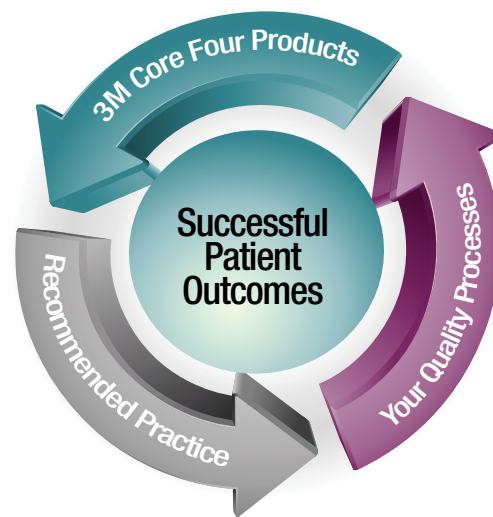 3M Core Four Products
Successful
Patient
Outcomes
Recommended Practice
Your Quality Processes